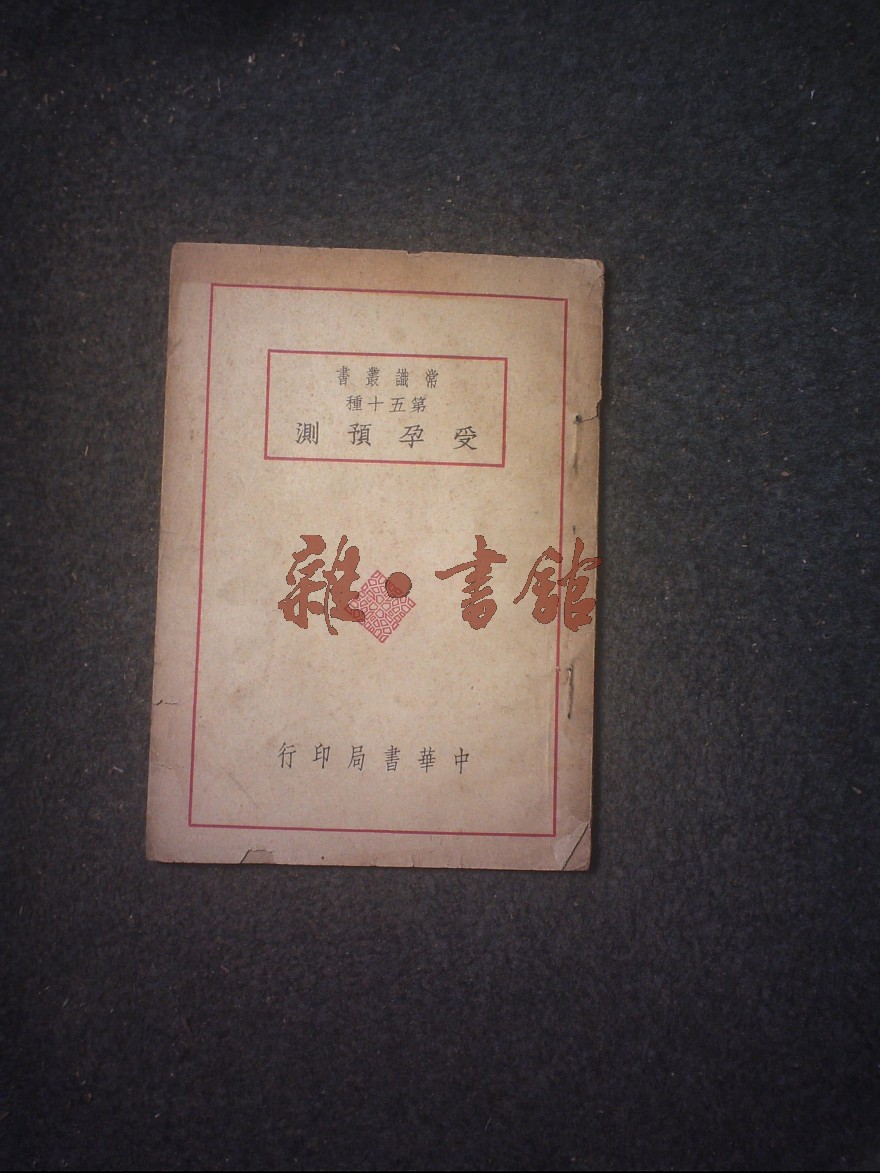 常識叢書
第五十種
受孕預測
雜·書館
中華書局印行